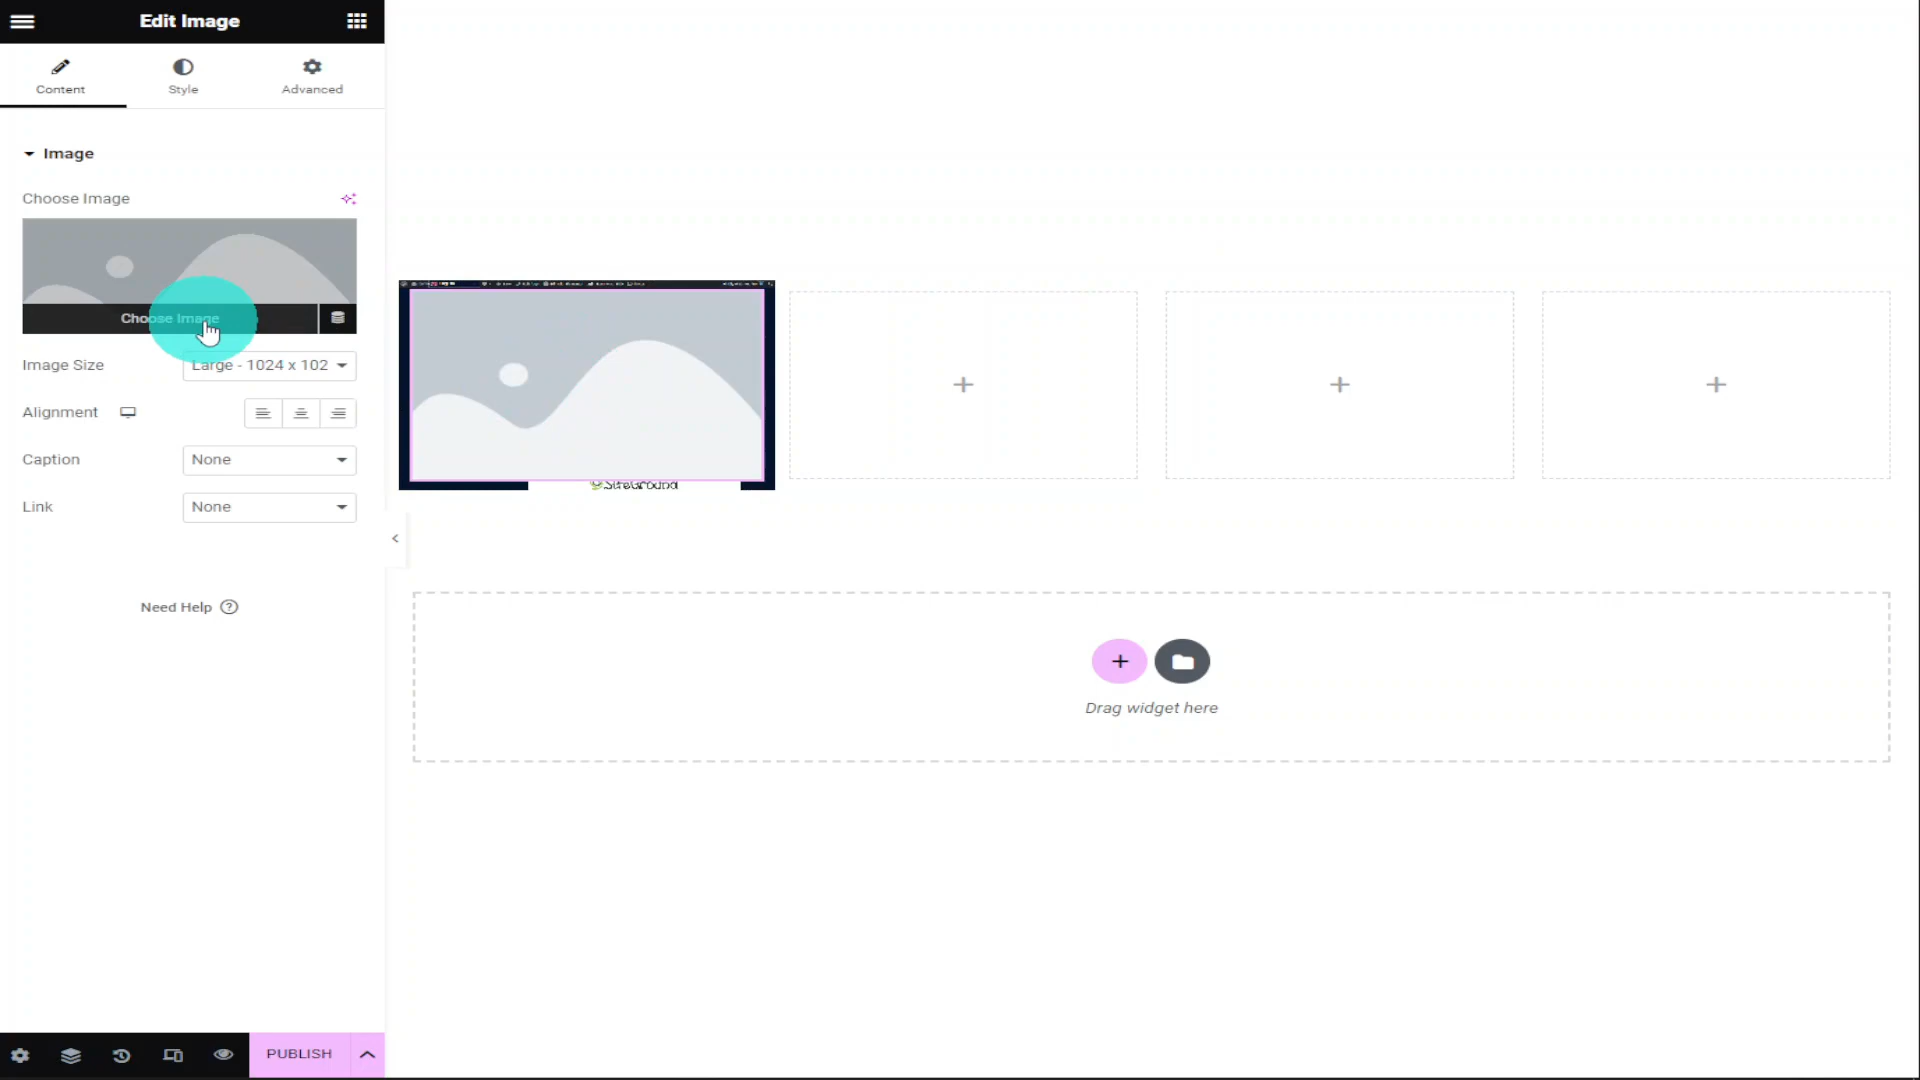 Edit Image
Content
Style
Advanced
Image
Choose Image
Choose Image
Image Size
Large - 1024 x 102
Alignment
Caption
None
Link
None
Need Help
SiteGround
Drag widget here
PUBLISH